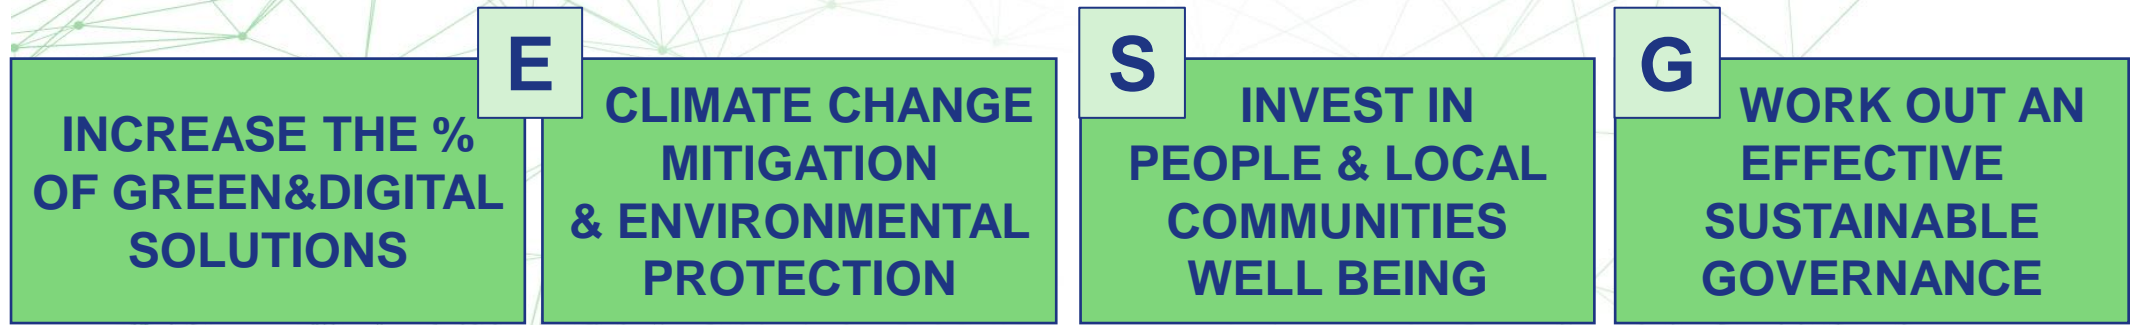 E
INCREASE THE %
OF GREEN&DIGITAL
SOLUTIONS
CLIMATE CHANGE
MITIGATION
& ENVIRONMENTAL
PROTECTION
S
INVEST IN
PEOPLE & LOCAL
COMMUNITIES
WELL BEING
G
WORK OUT AN
EFFECTIVE
SUSTAINABLE
GOVERNANCE